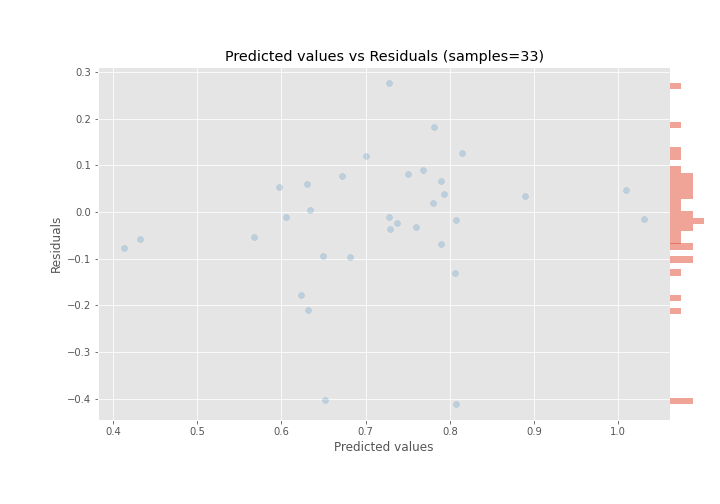 Predicted values vs Residuals (samples=33)
0.3
0.2
0.1
0.0
−0.1
−0.2
−0.3
−0.4
Residuals
0.4 0.5 0.6 0.7 0.8 0.9 1.0
Predicted values